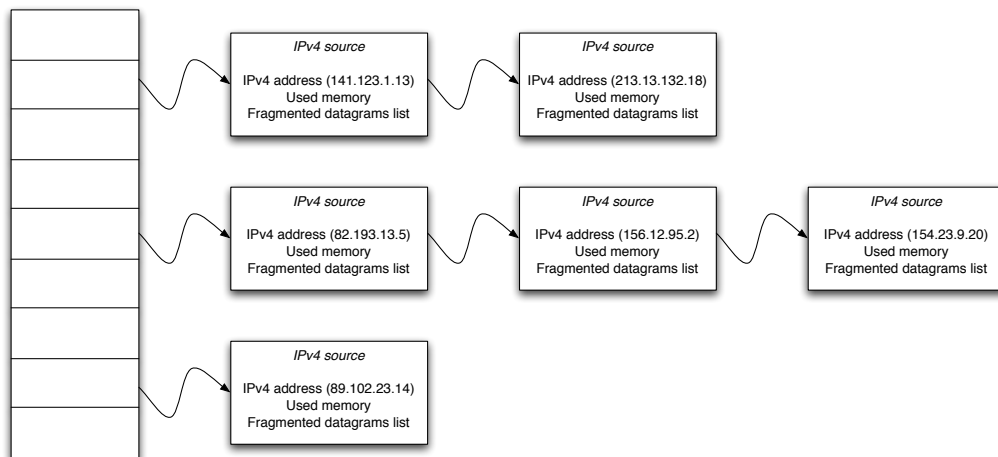 IPv4 source
IPv4 address (141.123.1.13)
Used memory
Fragmented datagrams list
IPv4 source
IPv4 address (213.13.132.18)
Used memory
Fragmented datagrams list
IPv4 source
IPv4 address (82.193.13.5)
Used memory
Fragmented datagrams list
IPv4 source
IPv4 address (156.12.95.2)
Used memory
Fragmented datagrams list
IPv4 source
IPv4 address (154.23.9.20)
Used memory
Fragmented datagrams list
IPv4 source
IPv4 address (89.102.23.14)
Used memory
Fragmented datagrams list